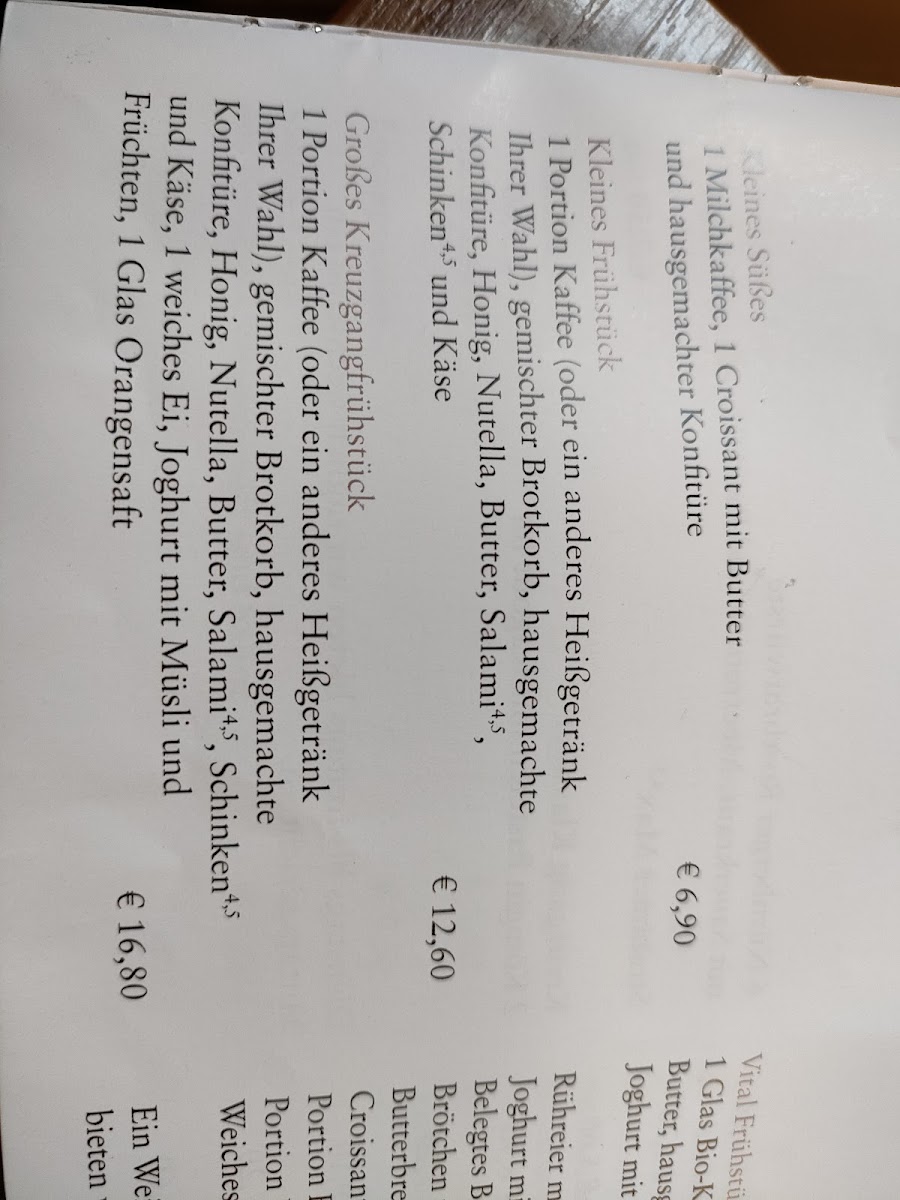 Kleines Süßes
1 Milchkaffee, 1 Croissant mit Butter
und hausgemachter Konfitüre
€ 6,90
Kleines Frühstück
1 Portion Kaffee (oder ein anderes Heißgetränk
Ihrer Wahl), gemischter Brotkorb, hausgemachte
Konfitüre, Honig, Nutella, Butter, Salami⁴,⁵,
Schinken⁴,⁵ und Käse
€ 12,60
Großes Kreuzgangfrühstück
1 Portion Kaffee (oder ein anderes Heißgetränk
Ihrer Wahl), gemischter Brotkorb, hausgemachte
Konfitüre, Honig, Nutella, Butter, Salami⁴,⁵, Schinken⁴,⁵
und Käse, 1 weiches Ei, Joghurt mit Müsli und
Früchten, 1 Glas Orangensaft
€ 16,80
Vital Frühstü
1 Glas Bio-K
Butter, hausg
Joghurt mit
Rühreier m
Joghurt mi
Belegtes B
Brötchen
Butterbre
Croissan
Portion
Portion
Weiches
Ein Wei
bieten